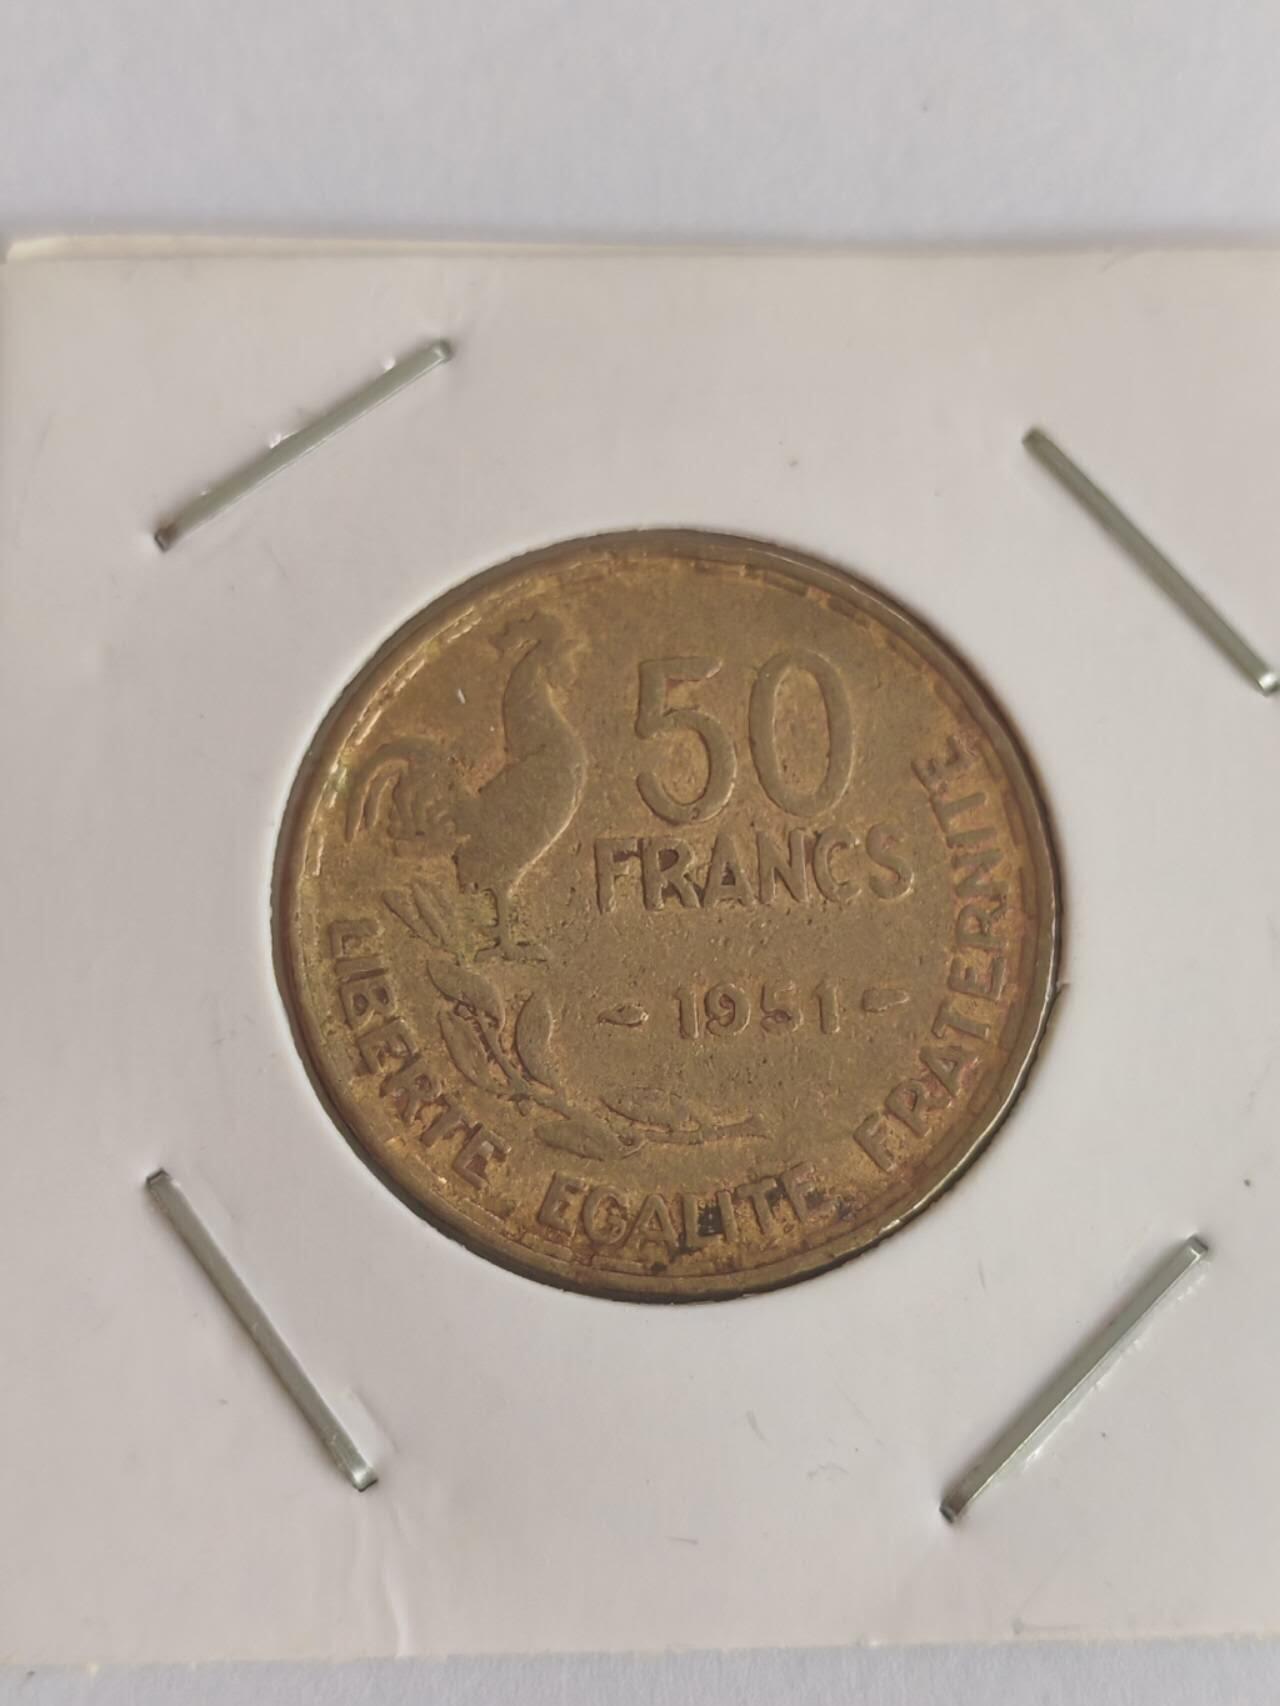 50
FRANCS
- 1951 -
LIBERTE EGALITE FRATERNITE